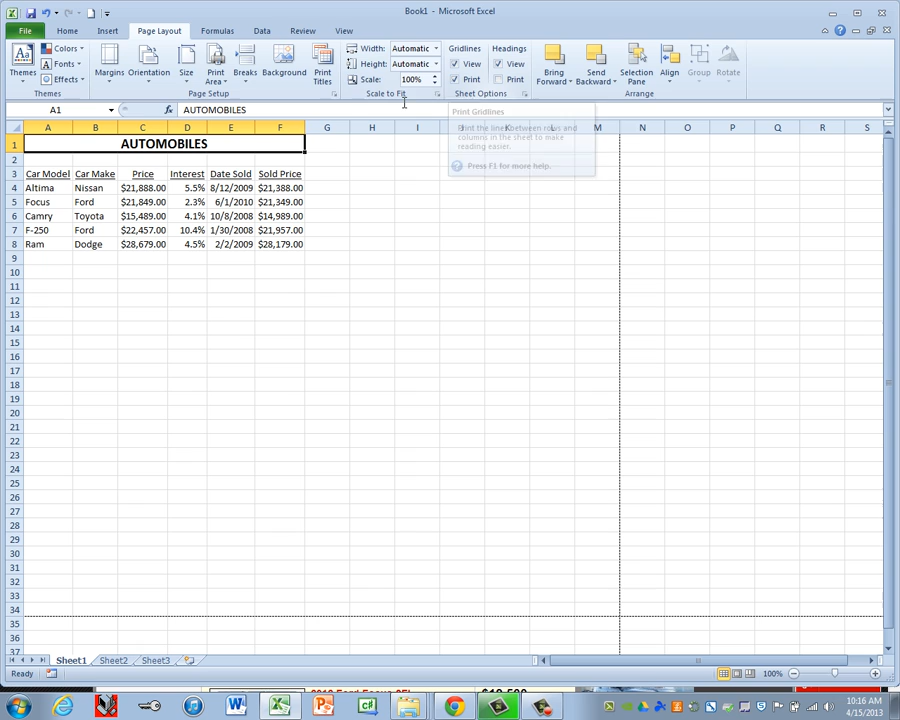 Book1 - Microsoft Excel
File Home Insert Page Layout Formulas Data Review View
Themes Colors Fonts Effects Margins Orientation Size Print Area Breaks Background Print Titles Width: Automatic Height: Automatic Scale: 100% Gridlines View Print Headings View Print Bring Forward Send Backward Selection Pane Align Group Rotate
Themes Page Setup Scale to Fit Sheet Options Arrange
A1 fx AUTOMOBILES
Print Gridlines
Print the lines between rows and
columns in the sheet to make
reading easier.
Press F1 for more help.
A B C D E F G H I J K L M N O P Q R S
1 AUTOMOBILES
2
3 Car Model Car Make Price Interest Date Sold Sold Price
4 Altima Nissan $21,888.00 5.5% 8/12/2009 $21,388.00
5 Focus Ford $21,849.00 2.3% 6/1/2010 $21,349.00
6 Camry Toyota $15,489.00 4.1% 10/8/2008 $14,989.00
7 F-250 Ford $22,457.00 10.4% 1/30/2008 $21,957.00
8 Ram Dodge $28,679.00 4.5% 2/2/2009 $28,179.00
9
10
11
12
13
14
15
16
17
18
19
20
21
22
23
24
25
26
27
28
29
30
31
32
33
34
35
36
37
Sheet1 Sheet2 Sheet3
Ready 100%
10:16 AM
4/15/2013